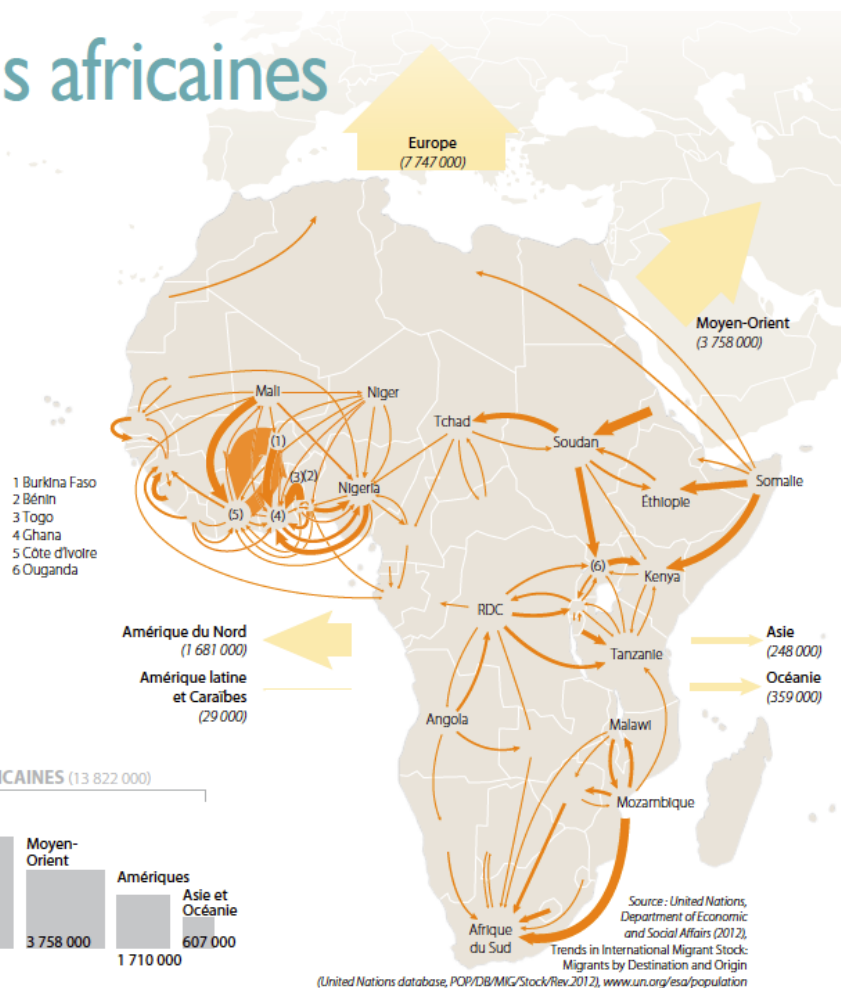 s africaines
Europe
(7 747 000)
Moyen-Orient
(3 758 000)
Mali
Niger
Tchad
Soudan
(1)
(3)(2)
Nigeria
Éthiopie
Somalie
1 Burkina Faso
2 Bénin
3 Togo
4 Ghana
5 Côte d'Ivoire
6 Ouganda
(5)
(4)
(6)
Kenya
RDC
Amérique du Nord
(1 681 000)
Amérique latine
et Caraïbes
(29 000)
Tanzanie
Asie
(248 000)
Océanie
(359 000)
Angola
Malawi
Mozambique
ICAINES (13 822 000)
Moyen-
Orient
3 758 000
Amériques
1 710 000
Asie et
Océanie
607 000
Afrique
du Sud
Source : United Nations,
Department of Economic
and Social Affairs (2012),
Trends in International Migrant Stock:
Migrants by Destination and Origin
(United Nations database, POP/DB/MIG/Stock/Rev.2012), www.un.org/esa/population